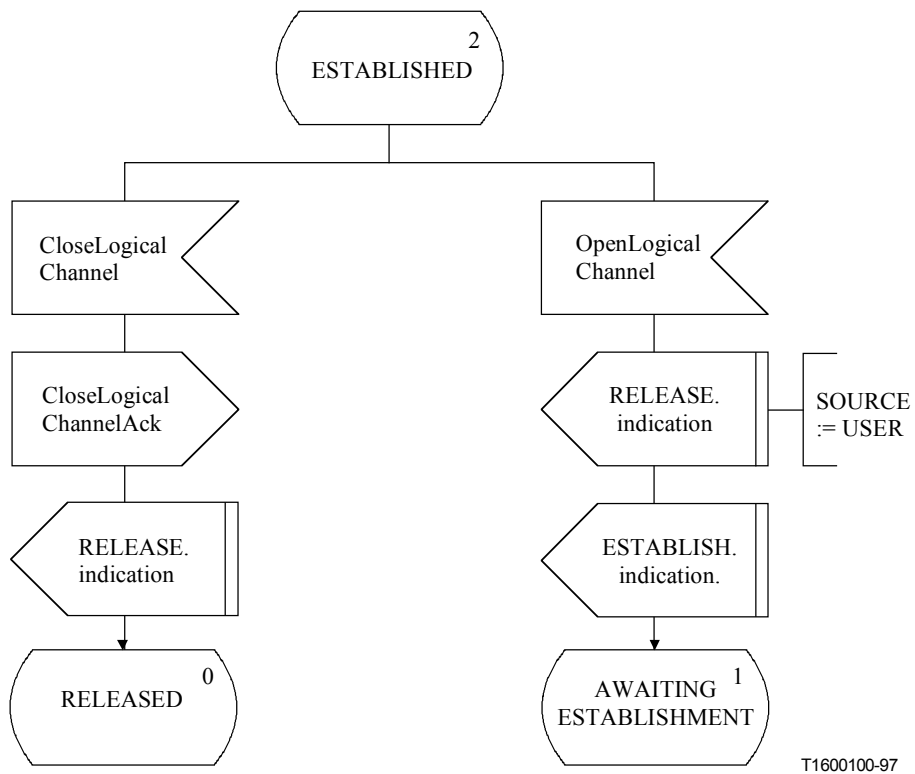 2
ESTABLISHED
CloseLogical
Channel
OpenLogical
Channel
CloseLogical
ChannelAck
RELEASE.
indication
SOURCE
:= USER
RELEASE.
indication
ESTABLISH.
indication.
0
RELEASED
1
AWAITING
ESTABLISHMENT
T1600100-97